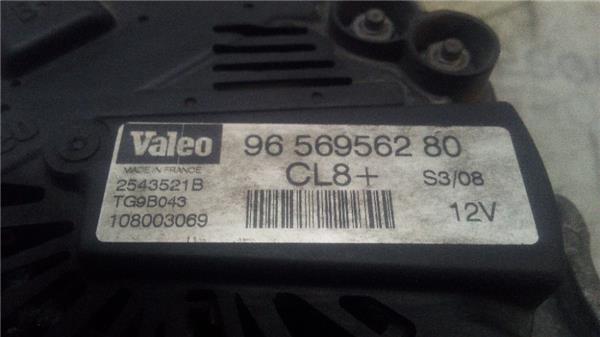 Valeo 96 569562 80
MADE IN FRANCE CL8+ S3/08
2543521B
TG9B043 12V
108003069